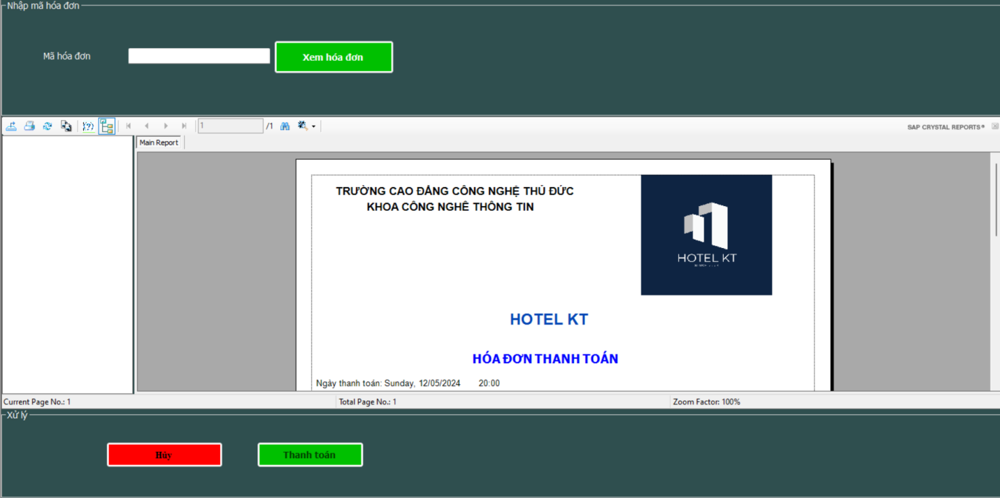 Nhập mã hóa đơn
Mã hóa đơn
Xem hóa đơn
1 /1
SAP CRYSTAL REPORTS®
Main Report
TRƯỜNG CAO ĐẲNG CÔNG NGHỆ THỦ ĐỨC
KHOA CÔNG NGHỆ THÔNG TIN
HOTEL KT
HOTEL KT
HÓA ĐƠN THANH TOÁN
Ngày thanh toán: Sunday, 12/05/2024 20:00
Current Page No.: 1
Total Page No.: 1
Zoom Factor: 100%
Xử lý
Hủy
Thanh toán